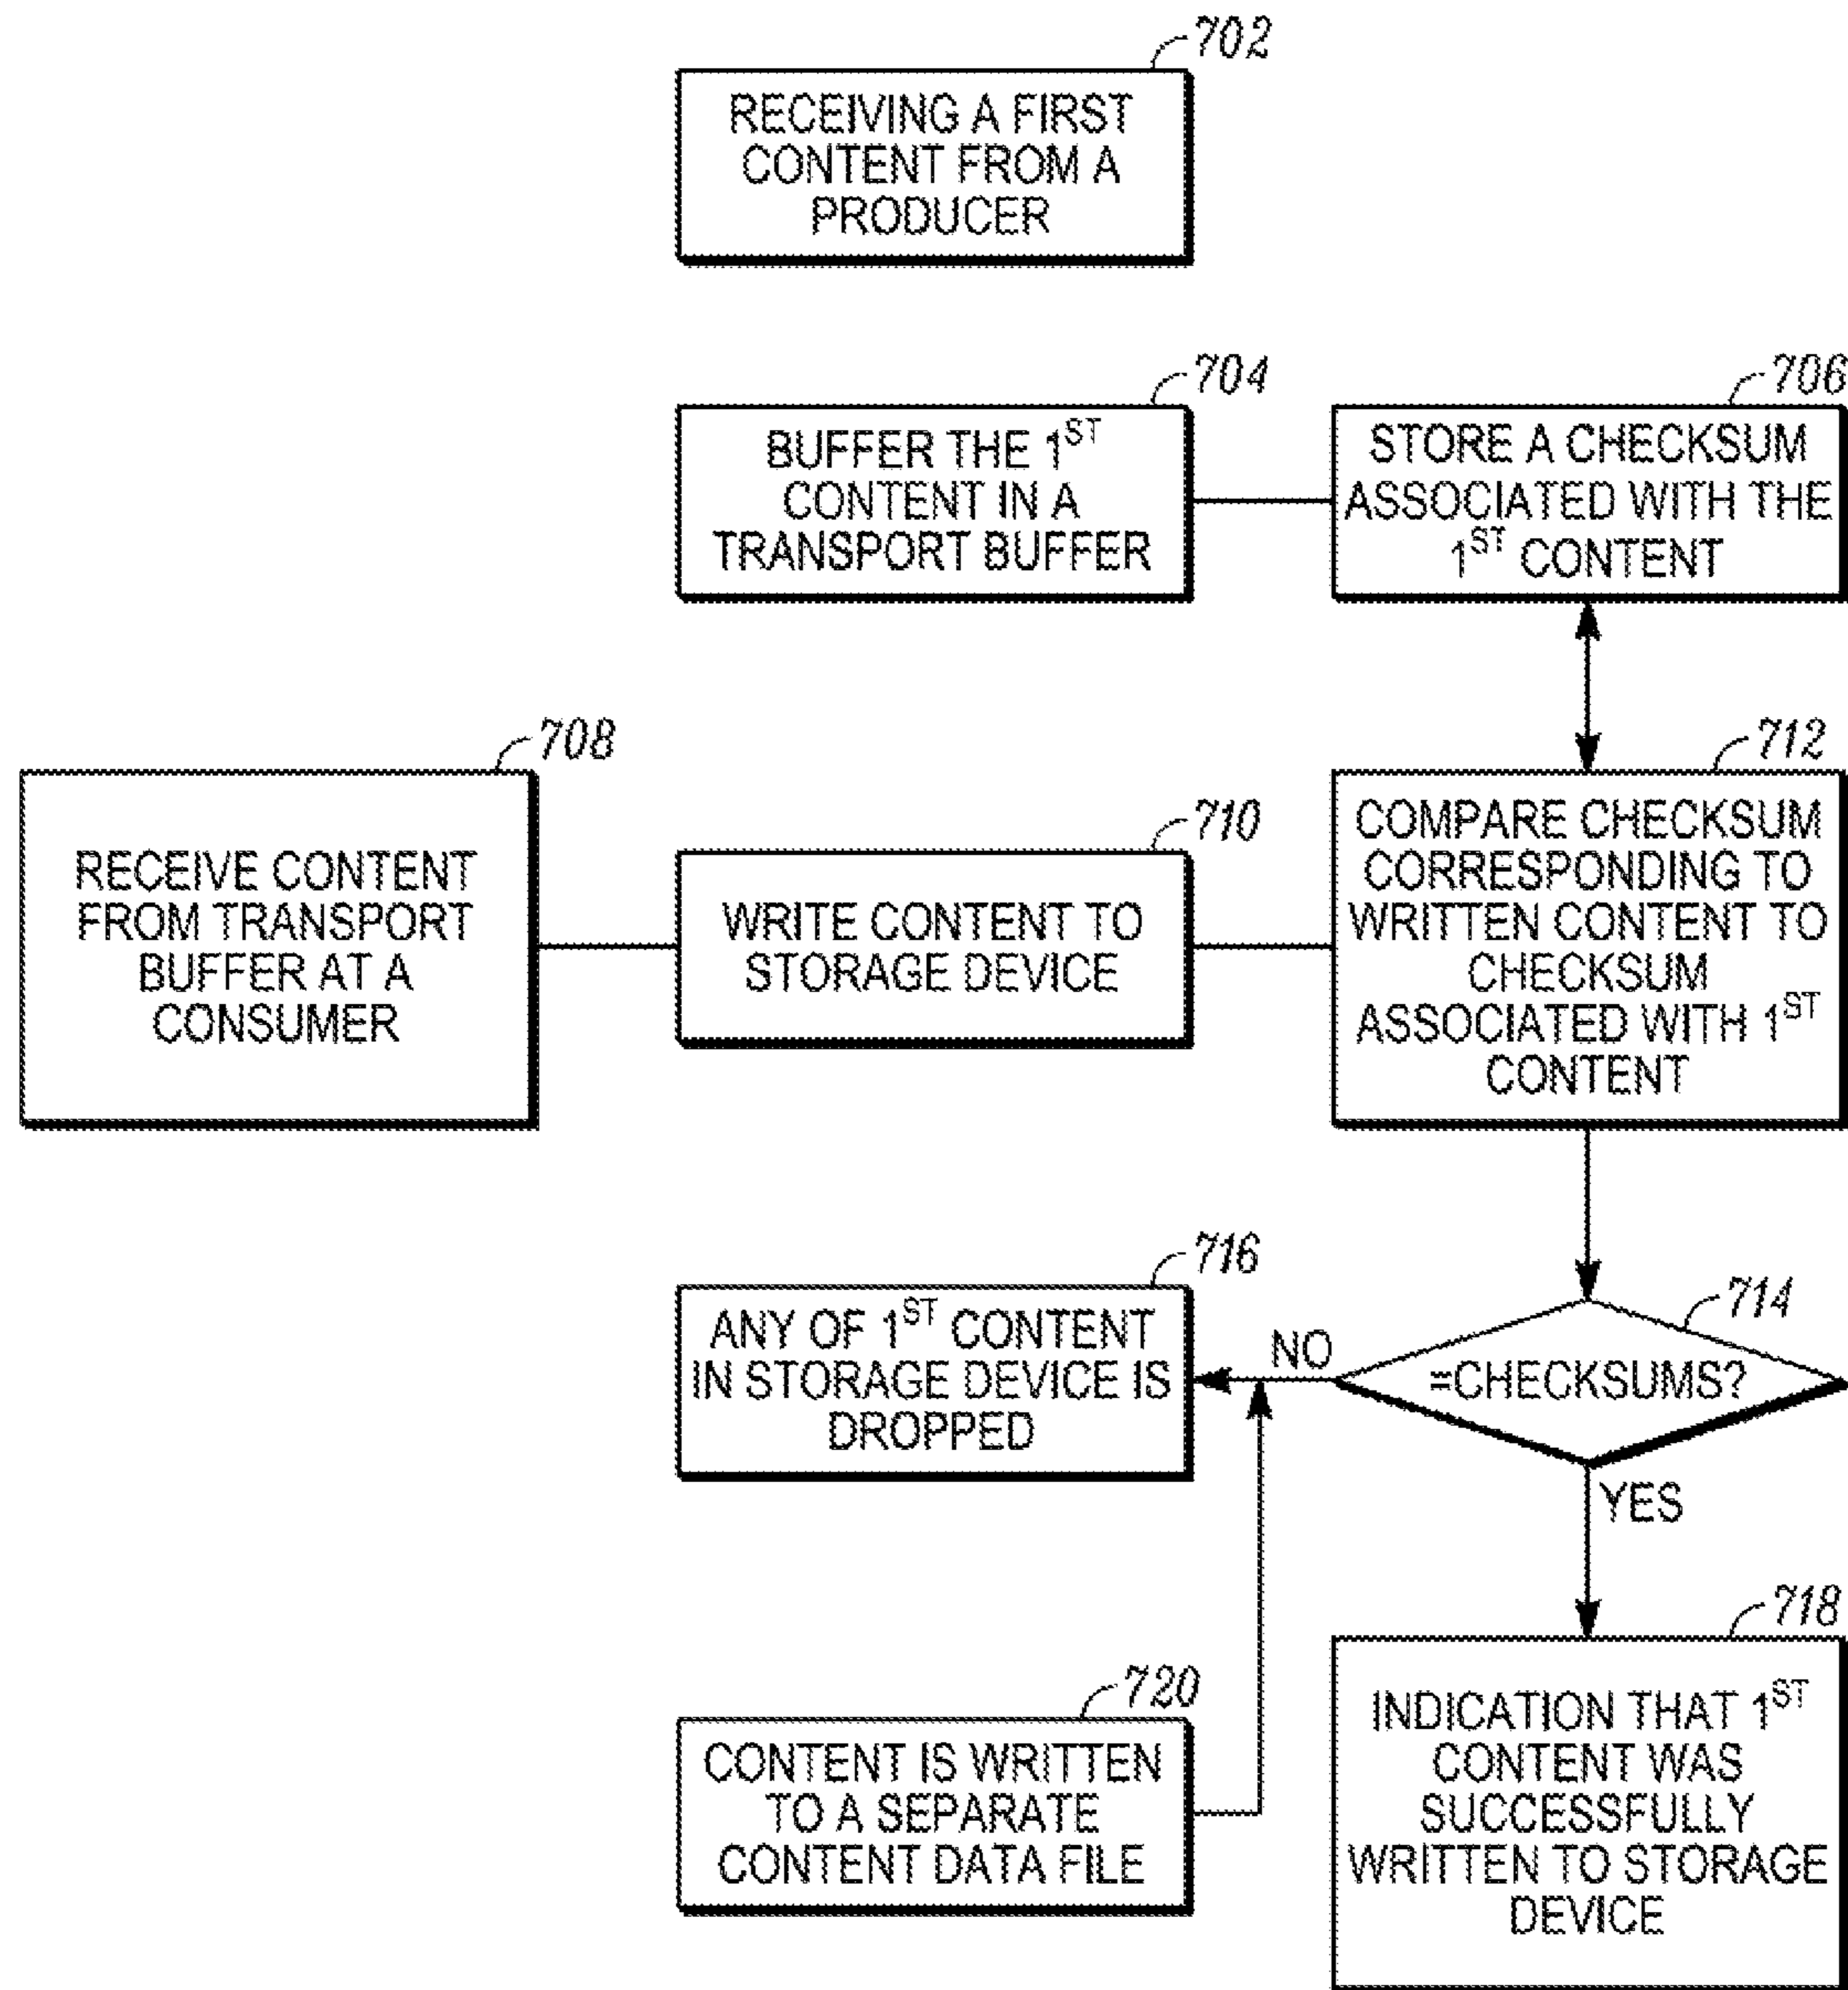 702
RECEIVING A FIRST
CONTENT FROM A
PRODUCER
704
BUFFER THE 1ST
CONTENT IN A
TRANSPORT BUFFER
706
STORE A CHECKSUM
ASSOCIATED WITH THE
1ST CONTENT
708
RECEIVE CONTENT
FROM TRANSPORT
BUFFER AT A
CONSUMER
710
WRITE CONTENT TO
STORAGE DEVICE
712
COMPARE CHECKSUM
CORRESPONDING TO
WRITTEN CONTENT TO
CHECKSUM
ASSOCIATED WITH 1ST
CONTENT
714
=CHECKSUMS?
NO
716
ANY OF 1ST CONTENT
IN STORAGE DEVICE IS
DROPPED
YES
718
INDICATION THAT 1ST
CONTENT WAS
SUCCESSFULLY
WRITTEN TO STORAGE
DEVICE
720
CONTENT IS WRITTEN
TO A SEPARATE
CONTENT DATA FILE